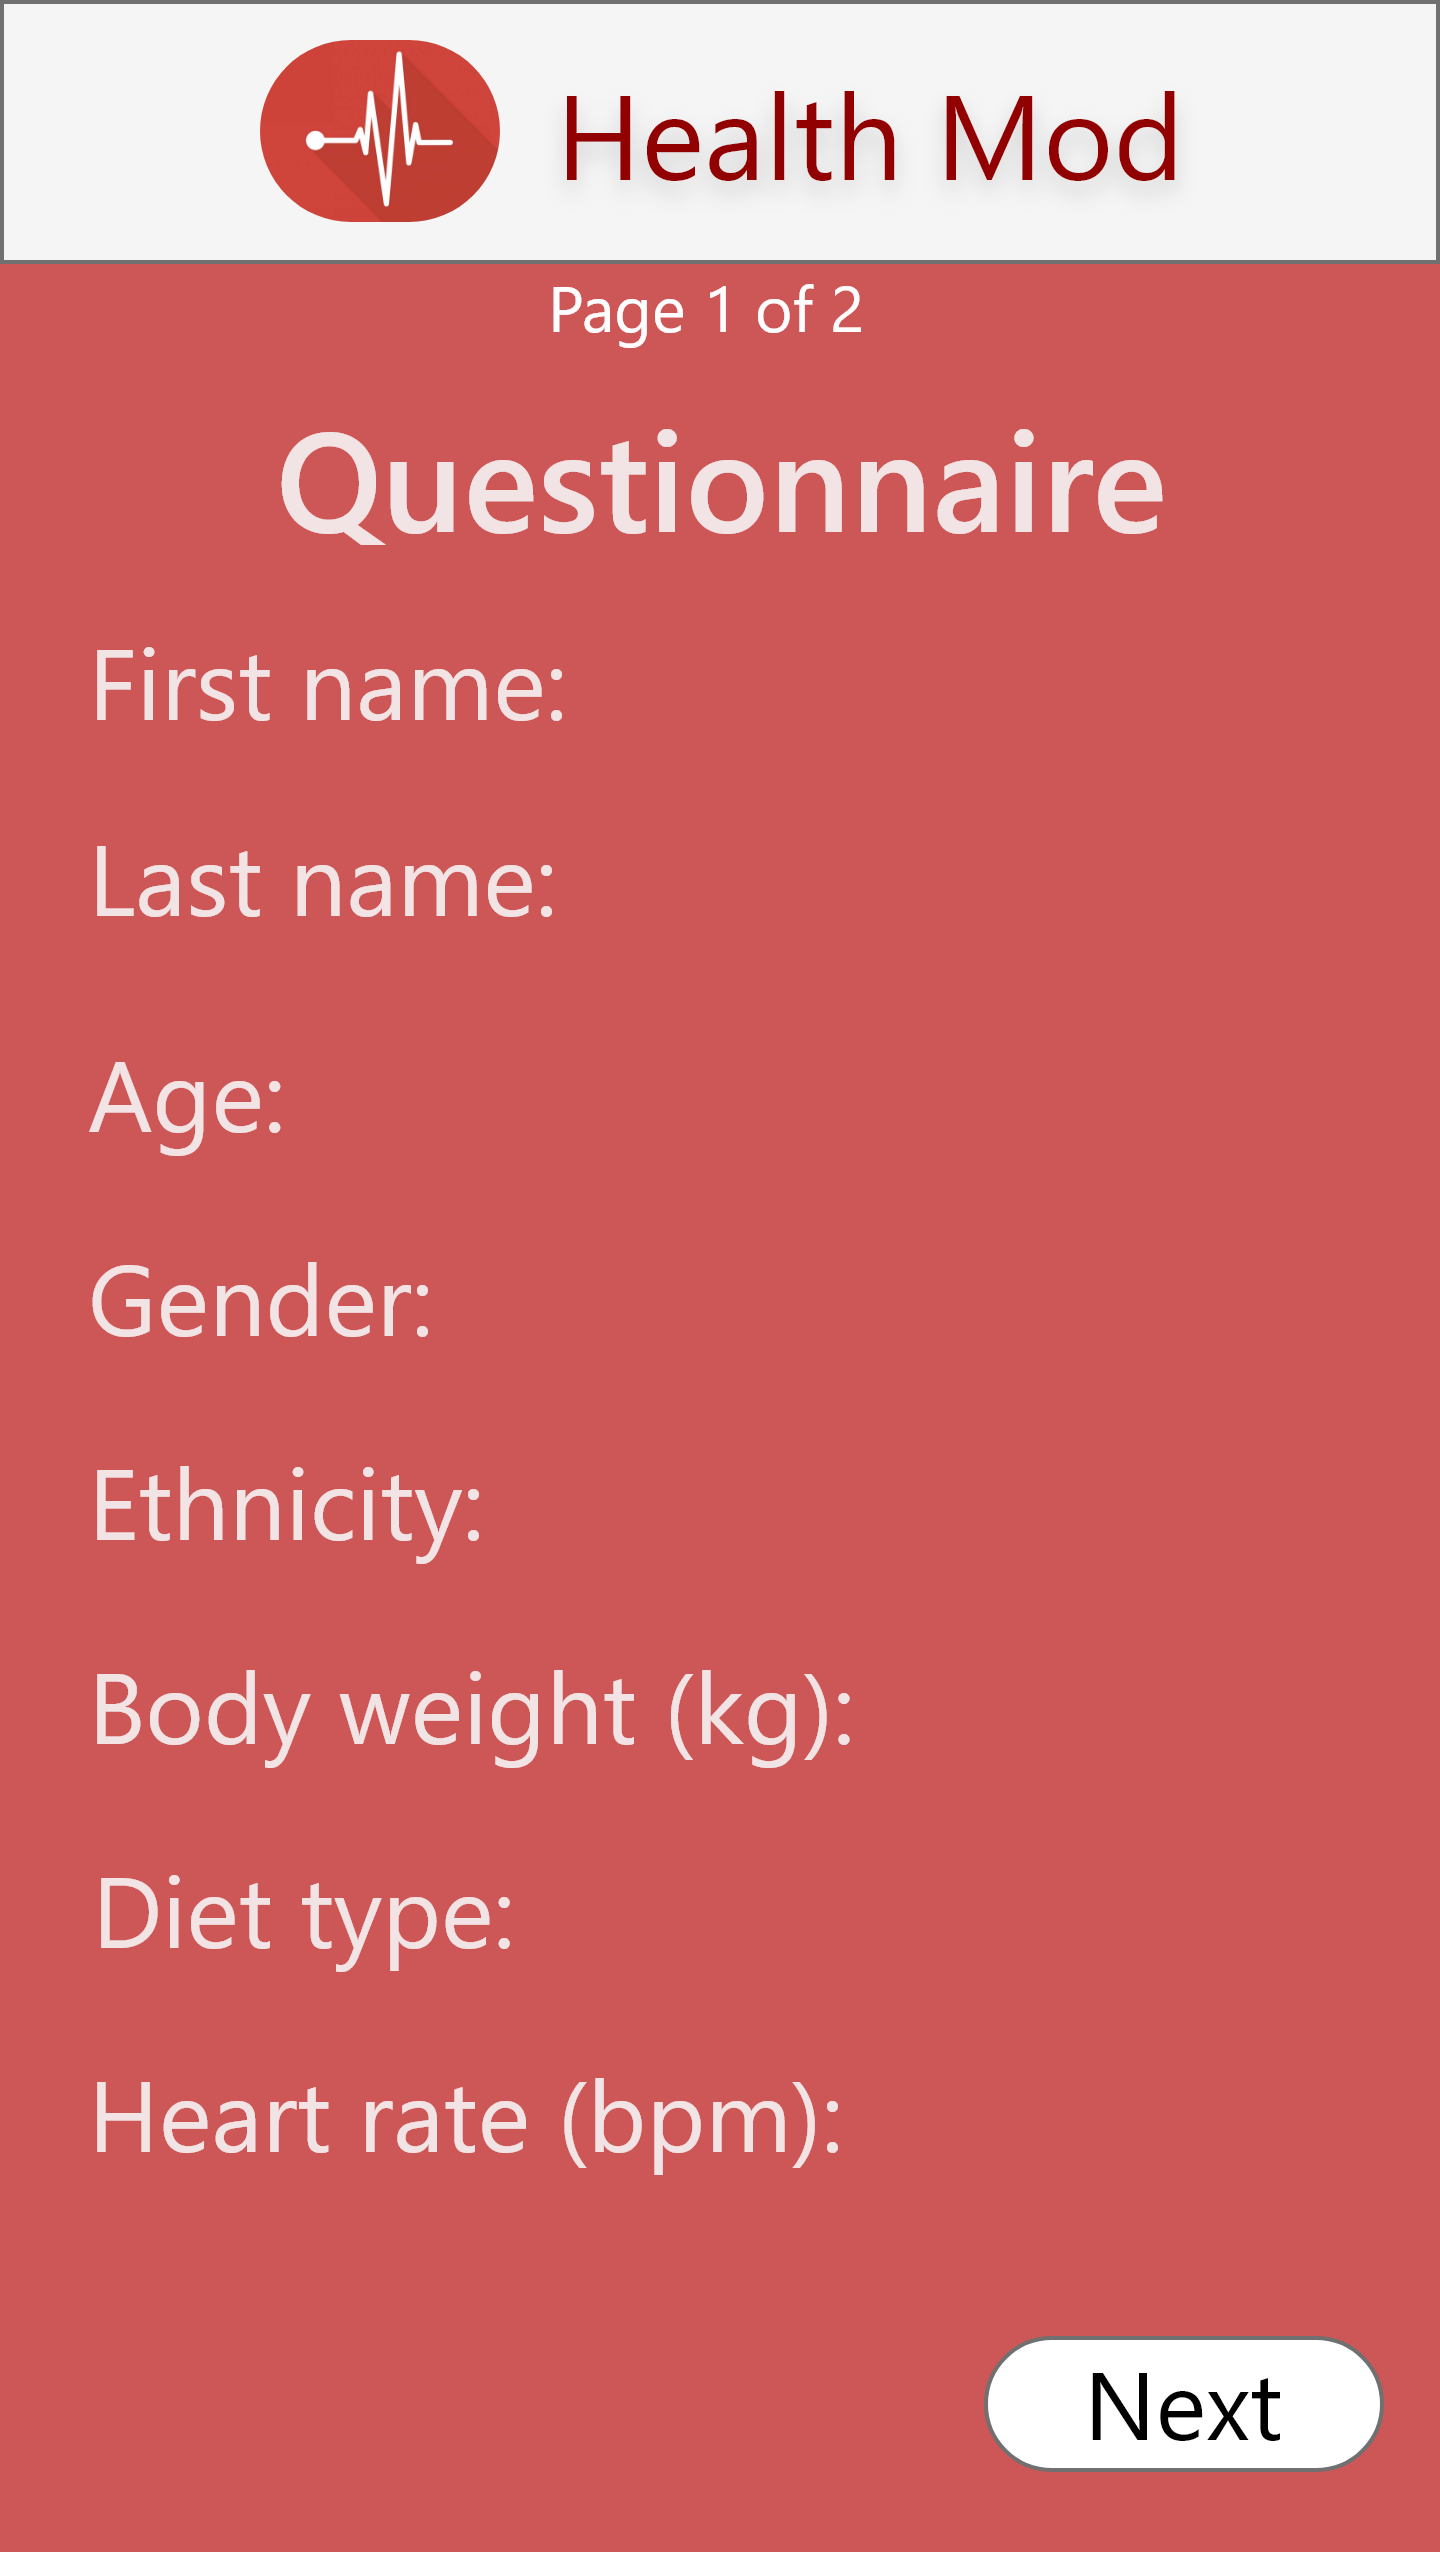 Health Mod
Page 1 of 2
Questionnaire
First name:
Last name:
Age:
Gender:
Ethnicity:
Body weight (kg):
Diet type:
Heart rate (bpm):
Next